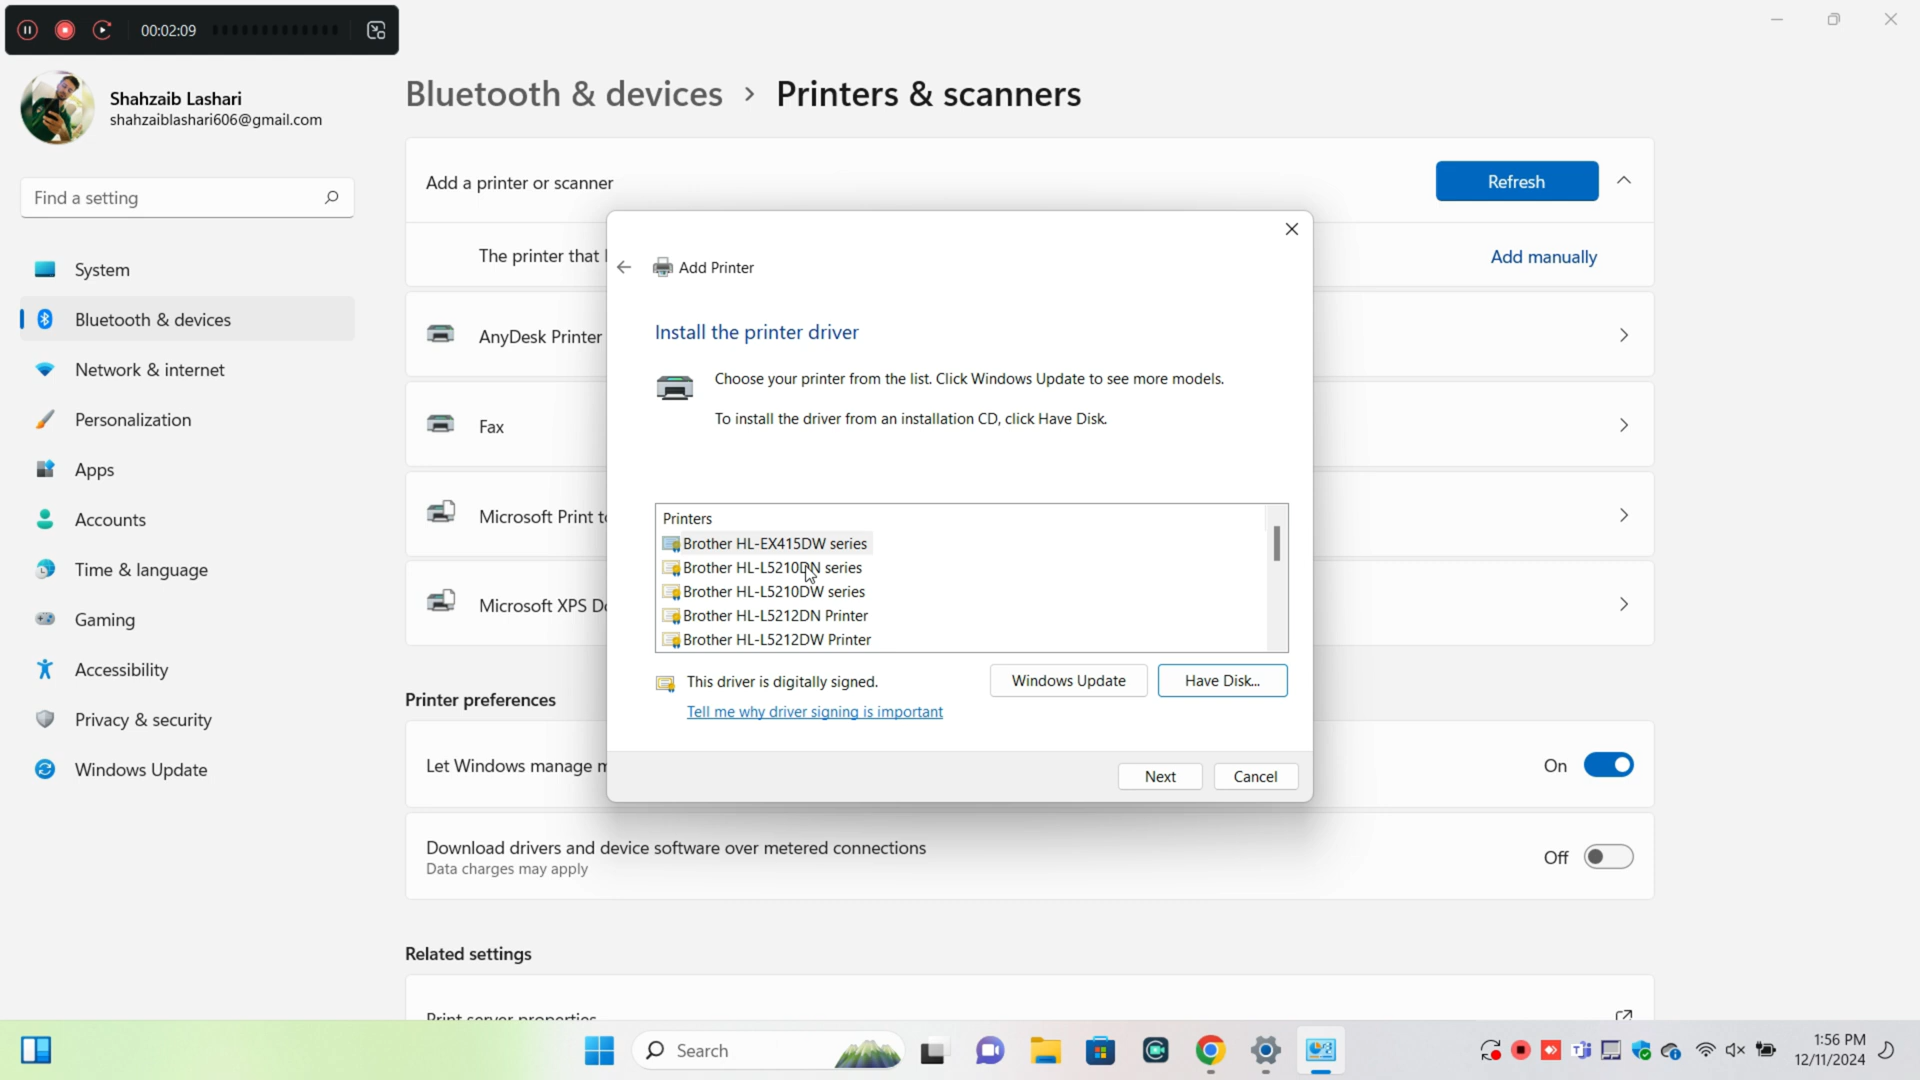 00:02:09
Shahzaib Lashari
shahzaiblashari606@gmail.com
Find a setting
System
Bluetooth & devices
Network & internet
Personalization
Apps
Accounts
Time & language
Gaming
Accessibility
Privacy & security
Windows Update
Bluetooth & devices > Printers & scanners
Add a printer or scanner
Refresh
The printer that
Add manually
AnyDesk Printer
Fax
Microsoft Print
Microsoft XPS
Add Printer
Install the printer driver
Choose your printer from the list. Click Windows Update to see more models.
To install the driver from an installation CD, click Have Disk.
Printers
Brother HL-EX415DW series
Brother HL-L5210DN series
Brother HL-L5210DW series
Brother HL-L5212DN Printer
Brother HL-L5212DW Printer
This driver is digitally signed.
Windows Update
Have Disk...
Tell me why driver signing is important
Next
Cancel
Printer preferences
Let Windows manage
On
Download drivers and device software over metered connections
Data charges may apply
Off
Related settings
Print server properties
Search
1:56 PM
12/11/2024